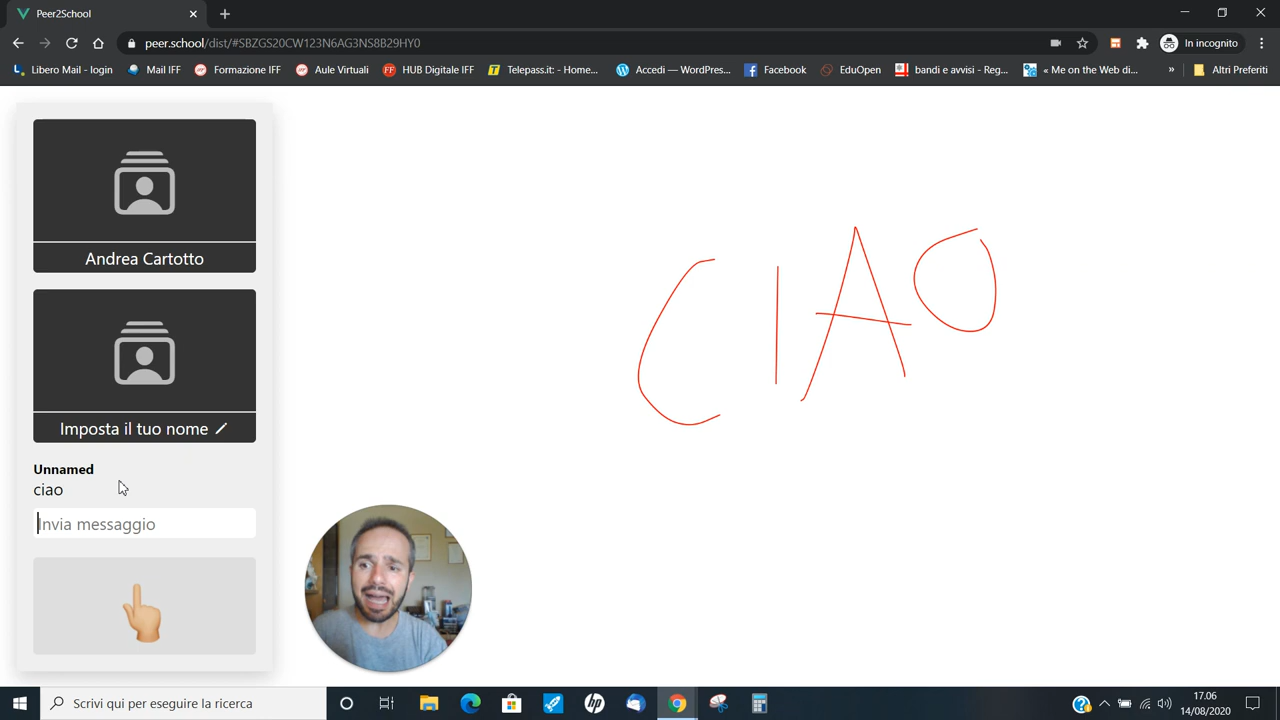 Peer2School
peer.school/dist/#SBZGS20CW123N6AG3NS8B29HY0
In incognito
Libero Mail - login
Mail IFF
Formazione IFF
Aule Virtuali
HUB Digitale IFF
Telepass.it: - Home...
Accedi — WordPres...
Facebook
EduOpen
bandi e avvisi - Reg...
« Me on the Web di...
»
Altri Preferiti
Andrea Cartotto
Imposta il tuo nome
Unnamed
ciao
Invia messaggio
CIAO
Scrivi qui per eseguire la ricerca
17.06
14/08/2020